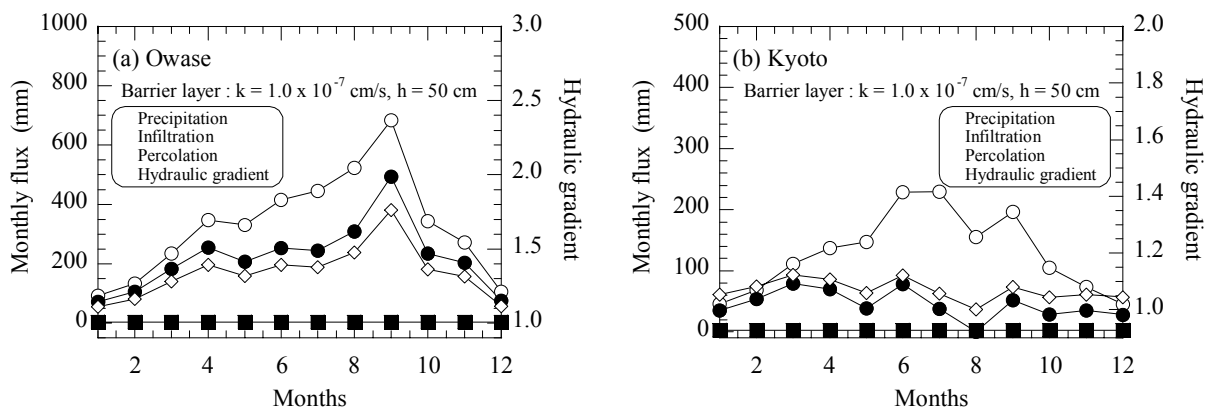 1000
800
600
400
200
0
(a) Owase
Barrier layer : k = 1.0 x 10⁻⁷ cm/s, h = 50 cm
Precipitation
Infiltration
Percolation
Hydraulic gradient
3.0
2.5
2.0
1.5
1.0
2 4 6 8 10 12
Months
Monthly flux (mm)
Hydraulic gradient
500
400
300
200
100
0
(b) Kyoto
Barrier layer : k = 1.0 x 10⁻⁷ cm/s, h = 50 cm
Precipitation
Infiltration
Percolation
Hydraulic gradient
2.0
1.8
1.6
1.4
1.2
1.0
2 4 6 8 10 12
Months
Monthly flux (mm)
Hydraulic gradient